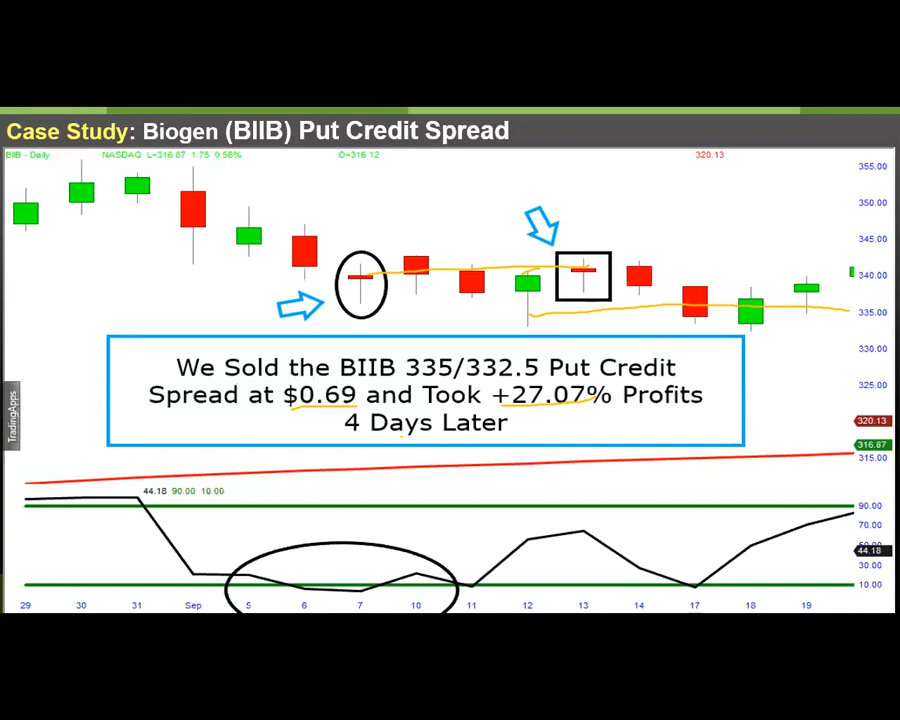 Case Study: Biogen (BIIB) Put Credit Spread
BIIB - Daily NASDAQ L=316.87 1.75 0.56% O=316.12 320.13
355.00
350.00
345.00
340.00
335.00
330.00
325.00
320.13
316.87
315.00
We Sold the BIIB 335/332.5 Put Credit
Spread at $0.69 and Took +27.07% Profits
4 Days Later
TradingApps
44.18 90.00 10.00
90.00
70.00
44.18
30.00
10.00
29 30 31 Sep 5 6 7 10 11 12 13 14 17 18 19